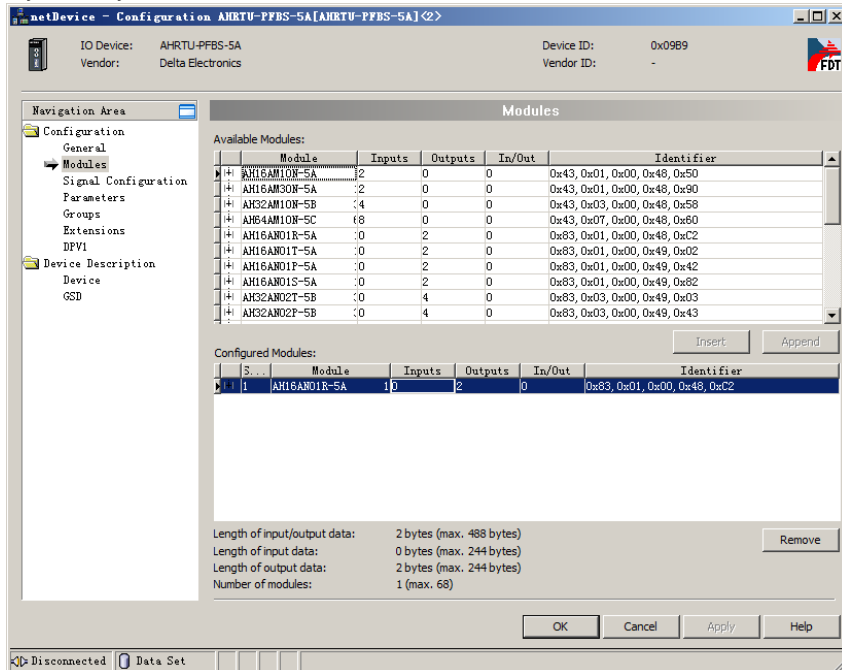 netDevice - Configuration AHRTU-PFBS-5A[AHRTU-PFBS-5A]<2>
IO Device: AHRTU-PFBS-5A Device ID: 0x09B9
Vendor: Delta Electronics Vendor ID: -
FDT
Navigation Area
Configuration
General
Modules
Signal Configuration
Parameters
Groups
Extensions
DPV1
Device Description
Device
GSD
Modules
Available Modules:
Module Inputs Outputs In/Out Identifier
AH16AM10N-5A 2 0 0 0x43, 0x01, 0x00, 0x48, 0x50
AH16AM30N-5A 2 0 0 0x43, 0x01, 0x00, 0x48, 0x90
AH32AM10N-5B 4 0 0 0x43, 0x03, 0x00, 0x48, 0x58
AH64AM10N-5C 8 0 0 0x43, 0x07, 0x00, 0x48, 0x60
AH16AN01R-5A 0 2 0 0x83, 0x01, 0x00, 0x48, 0xC2
AH16AN01T-5A 0 2 0 0x83, 0x01, 0x00, 0x49, 0x02
AH16AN01P-5A 0 2 0 0x83, 0x01, 0x00, 0x49, 0x42
AH16AN01S-5A 0 2 0 0x83, 0x01, 0x00, 0x49, 0x82
AH32AN02T-5B 0 4 0 0x83, 0x03, 0x00, 0x49, 0x03
AH32AN02P-5B 0 4 0 0x83, 0x03, 0x00, 0x49, 0x43
Insert Append
Configured Modules:
S... Module Inputs Outputs In/Out Identifier
1 AH16AN01R-5A 1 0 2 0 0x83, 0x01, 0x00, 0x48, 0xC2
Length of input/output data: 2 bytes (max. 488 bytes)
Length of input data: 0 bytes (max. 244 bytes)
Length of output data: 2 bytes (max. 244 bytes)
Number of modules: 1 (max. 68)
Remove
OK Cancel Apply Help
Disconnected Data Set